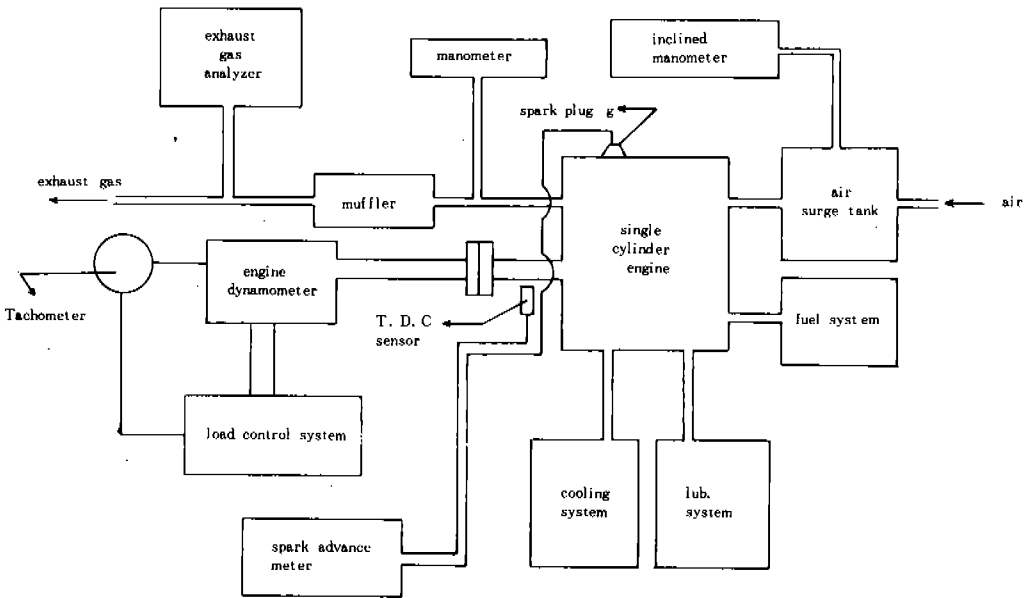 exhaust
gas
analyzer
manometer
inclined
manometer
spark plug g
exhaust gas
muffler
air
surge tank
air
single
cylinder
engine
engine
dynamometer
Tachometer
T. D. C
sensor
fuel system
load control system
cooling
system
lub.
system
spark advance
meter